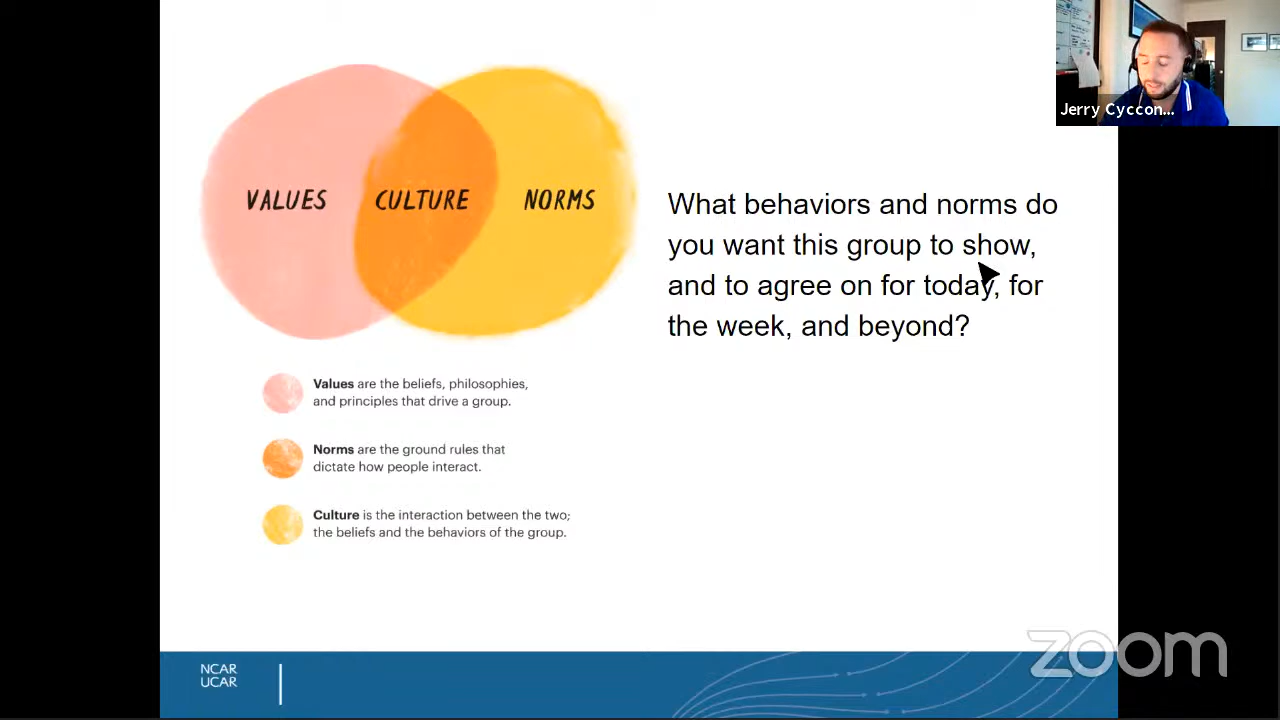 VALUES CULTURE NORMS
What behaviors and norms do
you want this group to show,
and to agree on for today, for
the week, and beyond?
Values are the beliefs, philosophies,
and principles that drive a group.
Norms are the ground rules that
dictate how people interact.
Culture is the interaction between the two;
the beliefs and the behaviors of the group.
NCAR
UCAR
Jerry Cyccon...
zoom